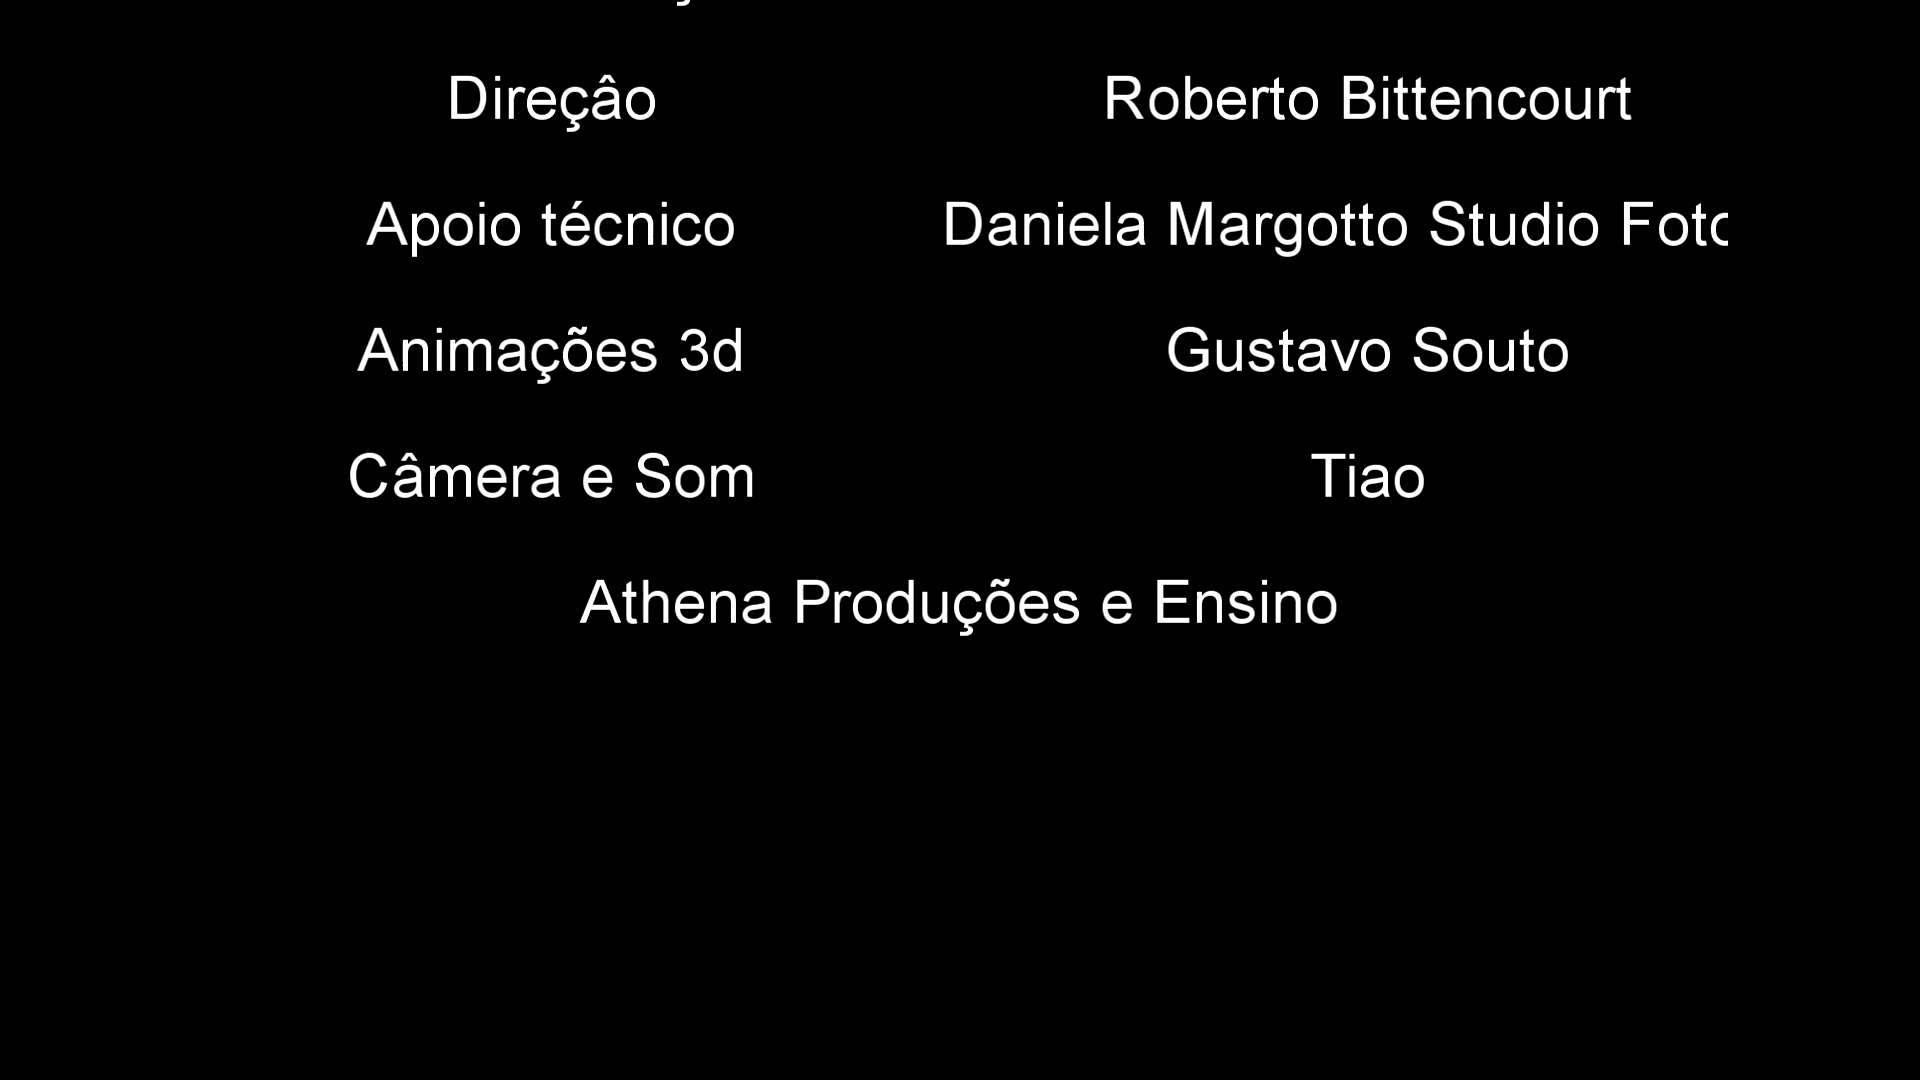 Direçâo Roberto Bittencourt
Apoio técnico Daniela Margotto Studio Foto
Animações 3d Gustavo Souto
Câmera e Som Tiao
Athena Produções e Ensino